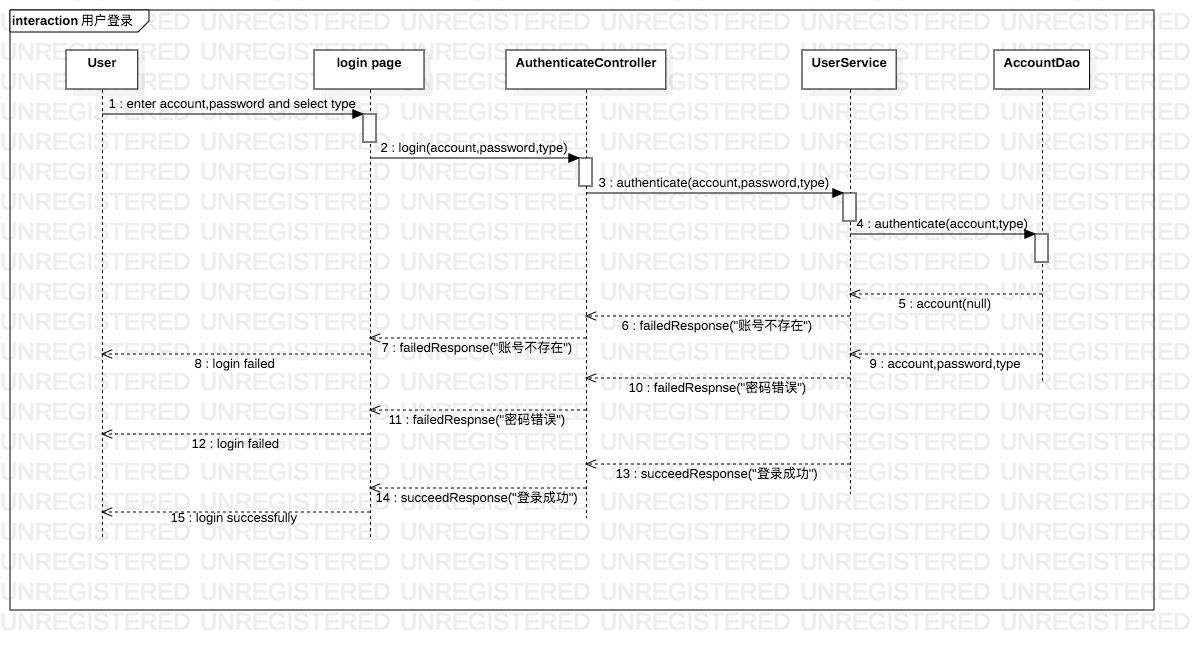 interaction 用户登录
User
login page
AuthenticateController
UserService
AccountDao
1 : enter account,password and select type
2 : login(account,password,type)
3 : authenticate(account,password,type)
4 : authenticate(account,type)
5 : account(null)
6 : failedResponse("账号不存在")
7 : failedResponse("账号不存在")
8 : login failed
9 : account,password,type
10 : failedRespnse("密码错误")
11 : failedRespnse("密码错误")
12 : login failed
13 : succeedResponse("登录成功")
14 : succeedResponse("登录成功")
15 : login successfully
UNREGISTERED